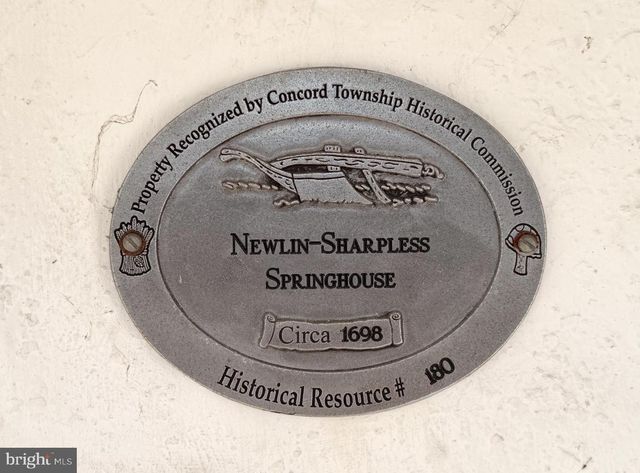 Property Recognized by Concord Township Historical Commission
Newlin-Sharpless
Springhouse
Circa 1698
Historical Resource # 180
bright MLS